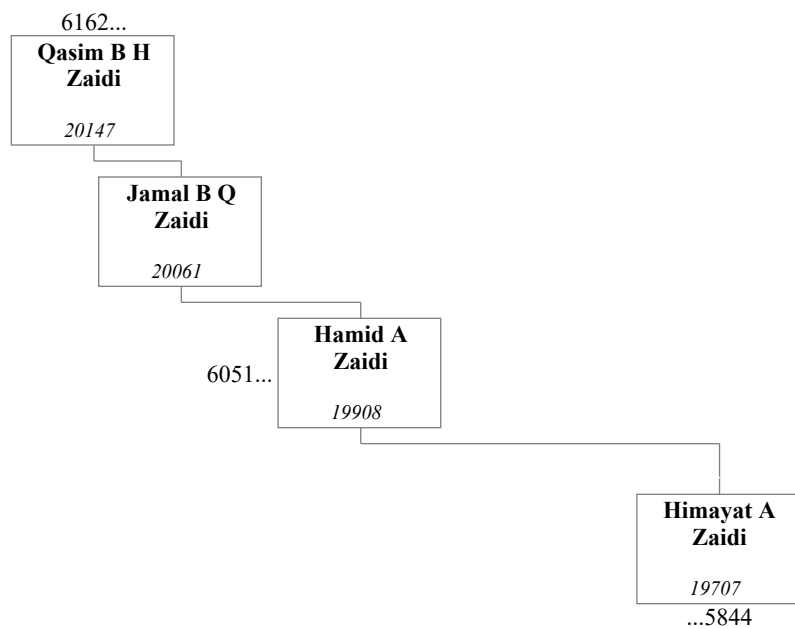 6162...
Qasim B H
Zaidi
20147
Jamal B Q
Zaidi
20061
Hamid A
Zaidi
6051...
19908
Himayat A
Zaidi
19707
...5844